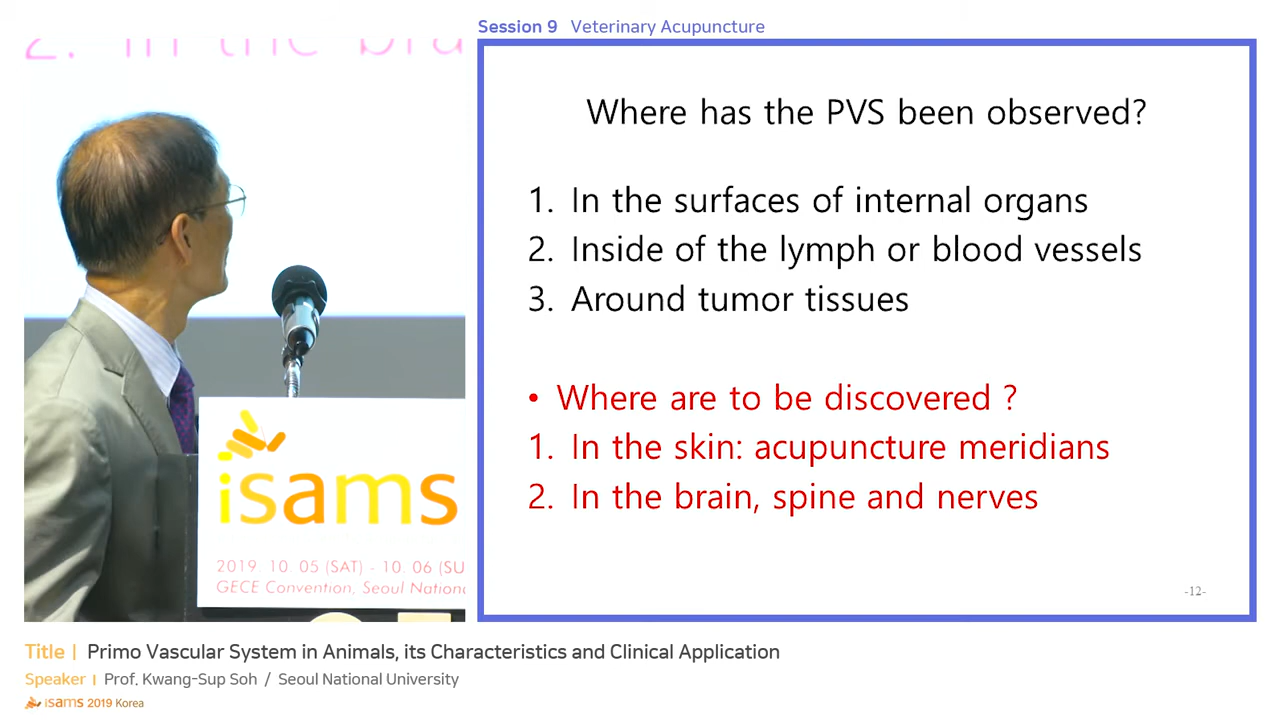 Session 9 Veterinary Acupuncture
2. In the bra
isams
2019. 10. 05 (SAT) - 10. 06 (SU
GECE Convention, Seoul Nationa
Where has the PVS been observed?
1. In the surfaces of internal organs
2. Inside of the lymph or blood vessels
3. Around tumor tissues
• Where are to be discovered ?
1. In the skin: acupuncture meridians
2. In the brain, spine and nerves
-12-
Title | Primo Vascular System in Animals, its Characteristics and Clinical Application
Speaker | Prof. Kwang-Sup Soh / Seoul National University
isams 2019 Korea